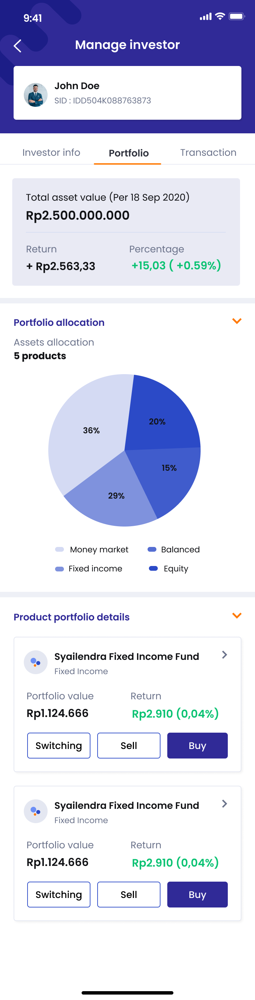 9:41
Manage investor
John Doe
SID : IDD504K088763873
Investor info Portfolio Transaction
Total asset value (Per 18 Sep 2020)
Rp2.500.000.000
Return Percentage
+ Rp2.563,33 +15,03 ( +0.59%)
Portfolio allocation
Assets allocation
5 products
20%
36%
15%
29%
Money market Balanced
Fixed income Equity
Product portfolio details
Syailendra Fixed Income Fund
Fixed Income
Portfolio value Return
Rp1.124.666 Rp2.910 (0,04%)
Switching Sell Buy
Syailendra Fixed Income Fund
Fixed Income
Portfolio value Return
Rp1.124.666 Rp2.910 (0,04%)
Switching Sell Buy